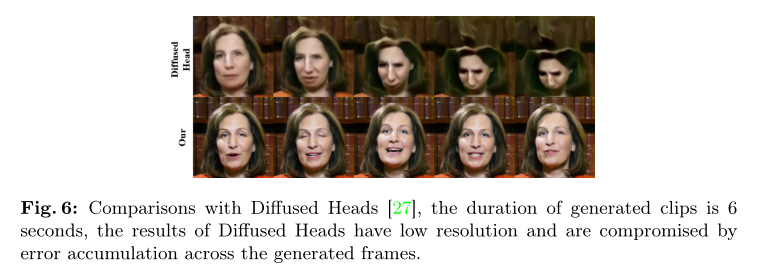 Diffused
Head
Our
Fig. 6: Comparisons with Diffused Heads [27], the duration of generated clips is 6
seconds, the results of Diffused Heads have low resolution and are compromised by
error accumulation across the generated frames.